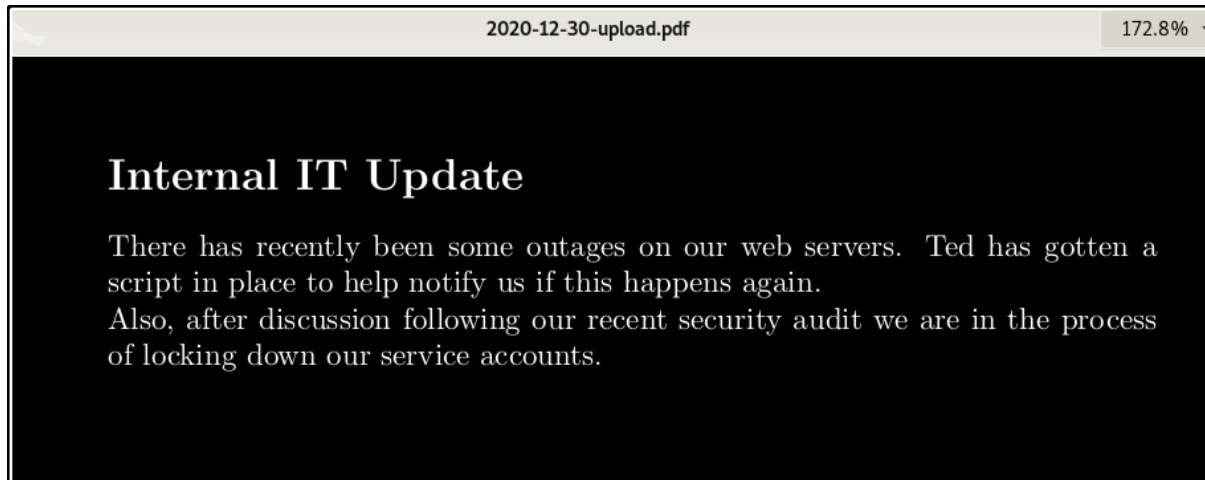 2020-12-30-upload.pdf 172.8%
Internal IT Update
There has recently been some outages on our web servers. Ted has gotten a
script in place to help notify us if this happens again.
Also, after discussion following our recent security audit we are in the process
of locking down our service accounts.